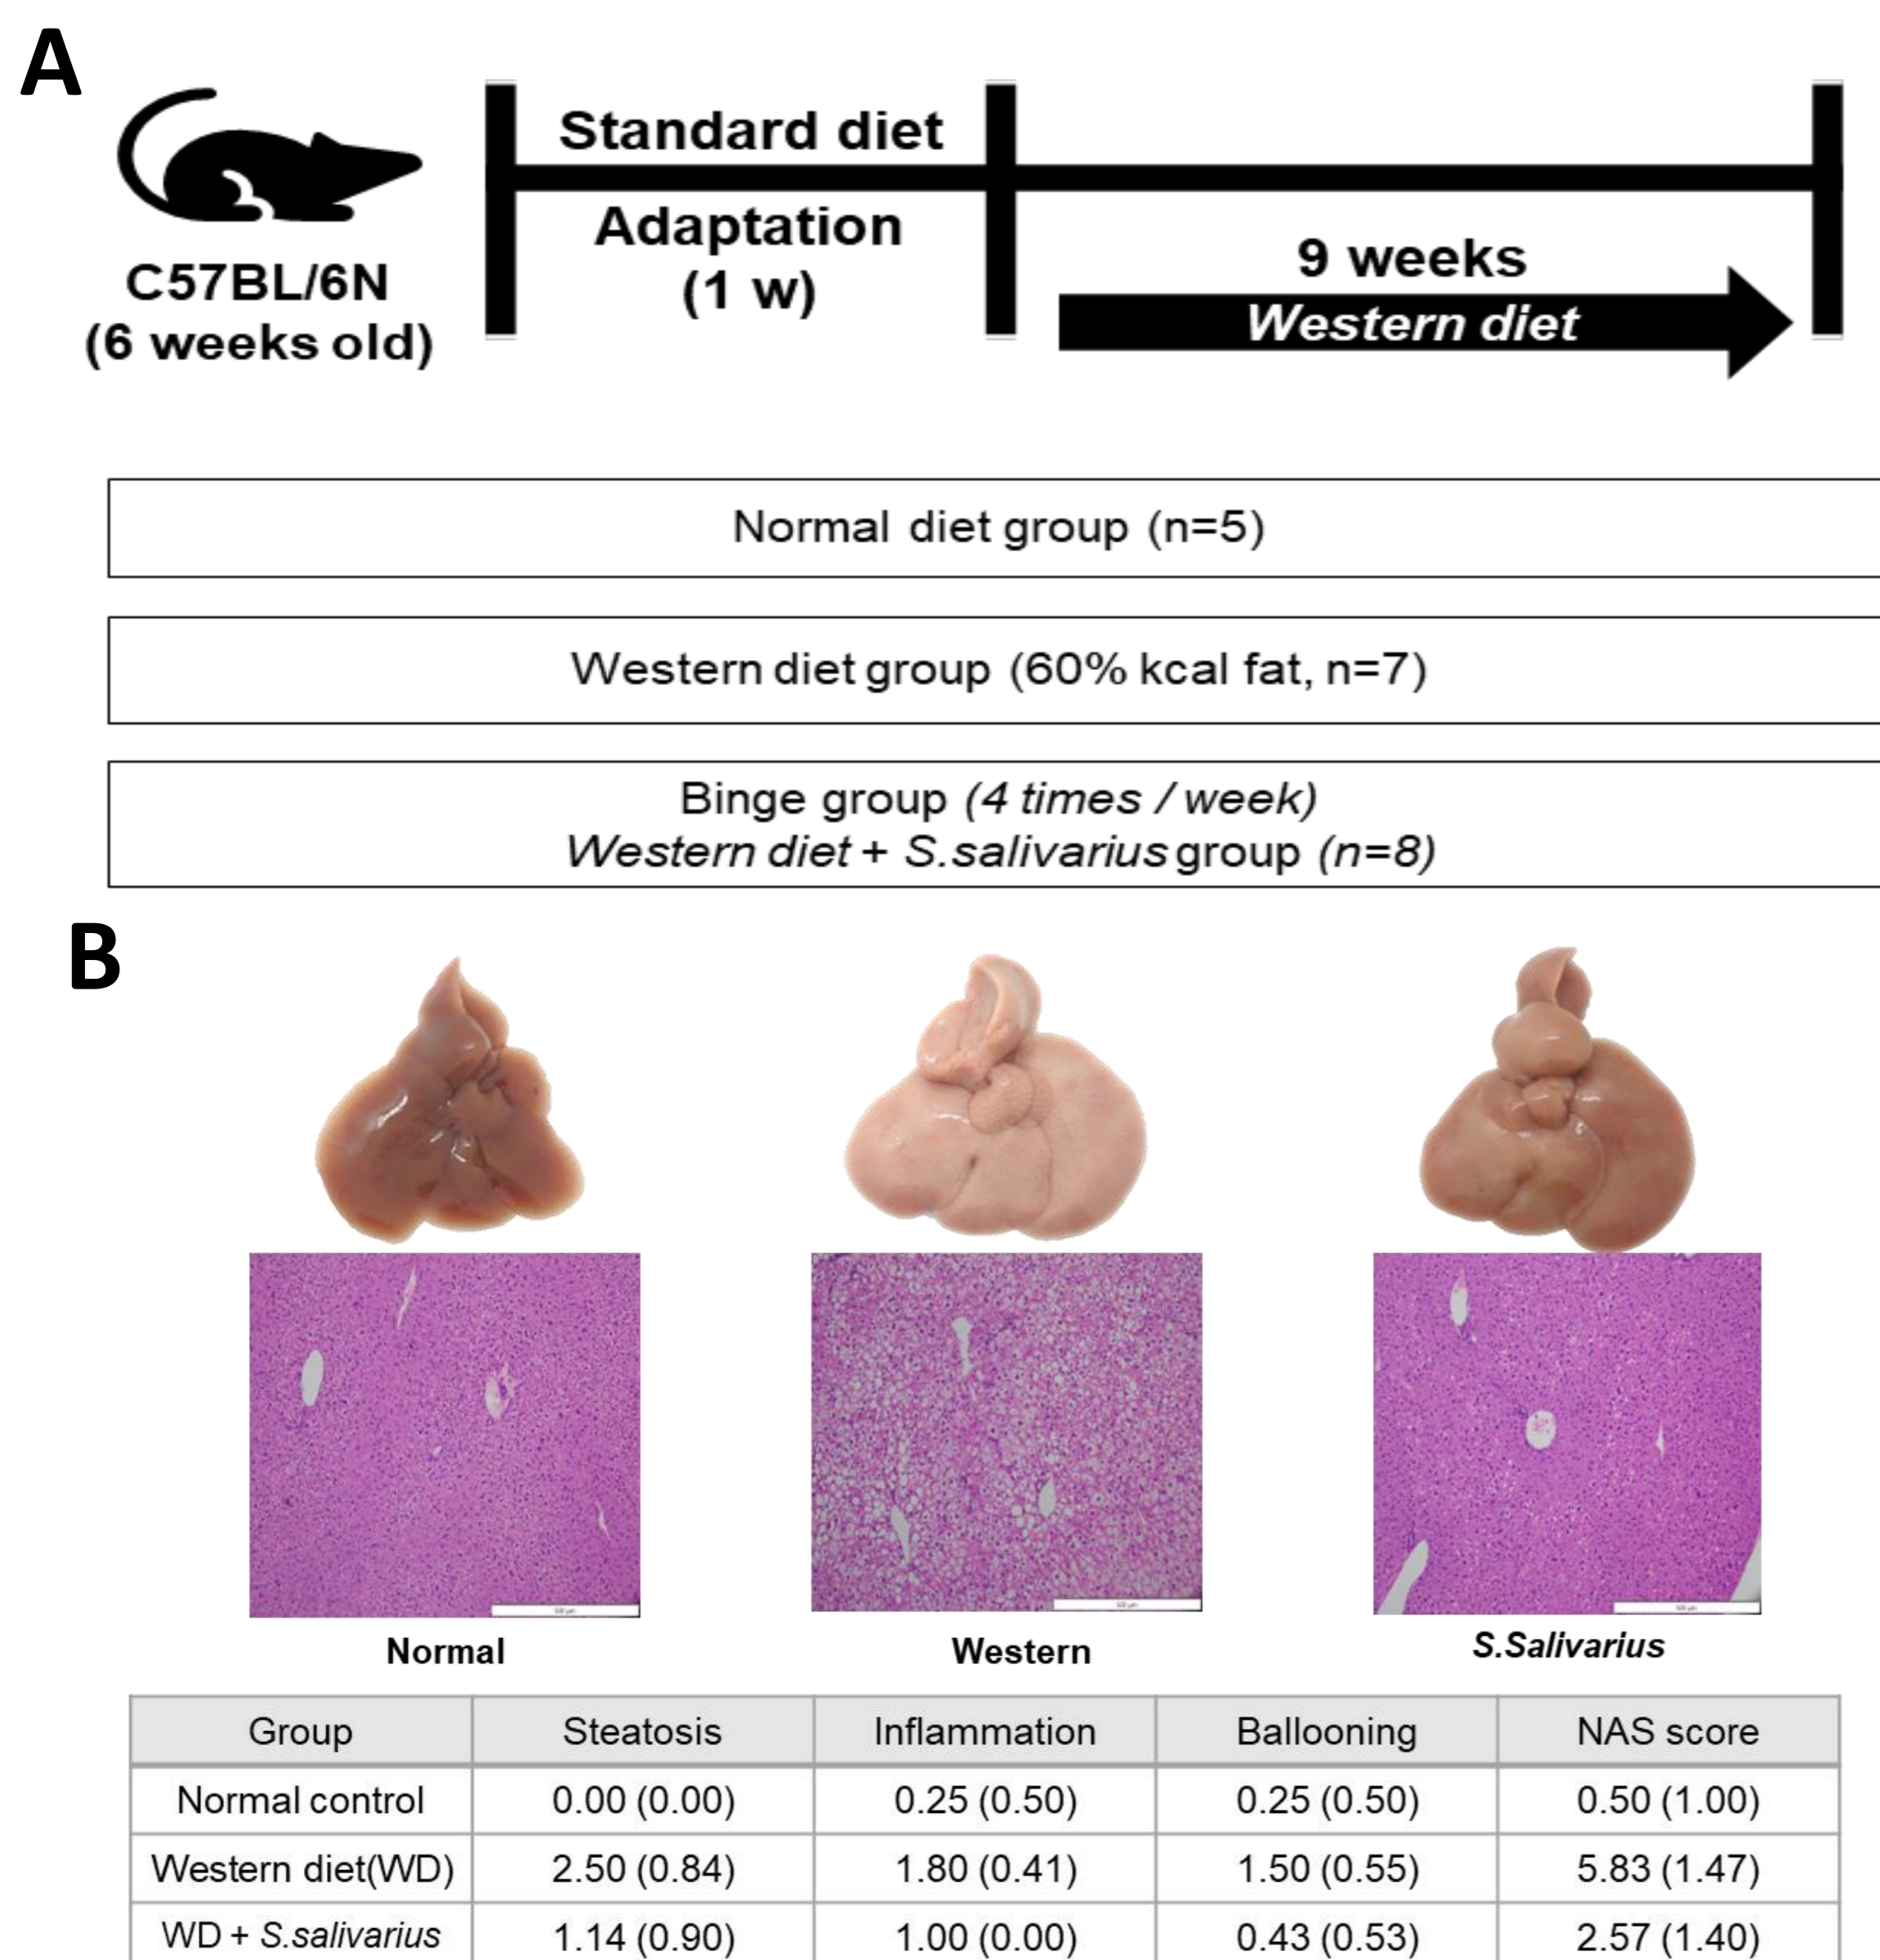 A
C57BL/6N
(6 weeks old)
Standard diet
Adaptation
(1 w)
9 weeks
Western diet
Normal diet group (n=5)
Western diet group (60% kcal fat, n=7)
Binge group (4 times / week)
Western diet + S.salivarius group (n=8)
B
Normal
Western
S.Salivarius
Group Steatosis Inflammation Ballooning NAS score
Normal control 0.00 (0.00) 0.25 (0.50) 0.25 (0.50) 0.50 (1.00)
Western diet(WD) 2.50 (0.84) 1.80 (0.41) 1.50 (0.55) 5.83 (1.47)
WD + S.salivarius 1.14 (0.90) 1.00 (0.00) 0.43 (0.53) 2.57 (1.40)